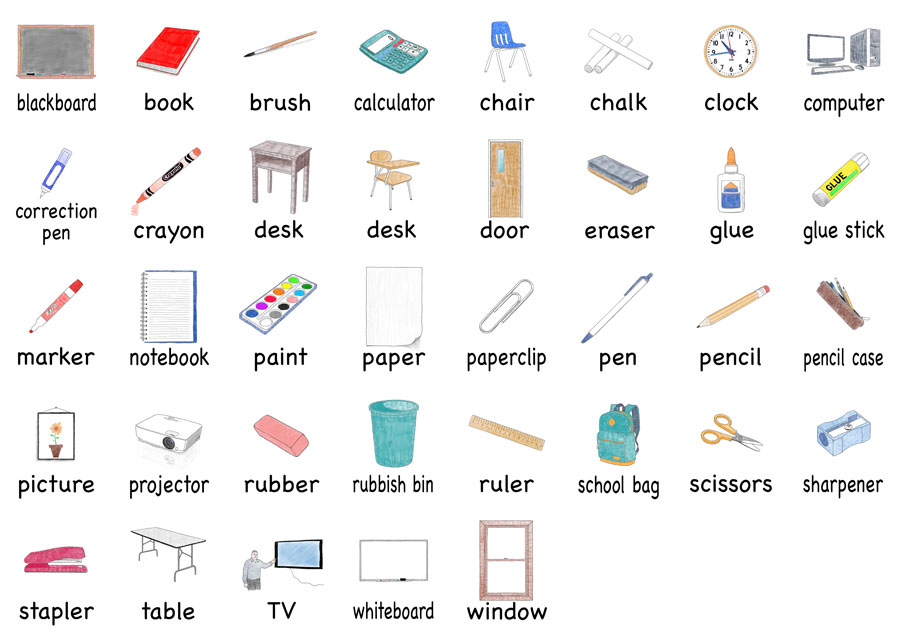 blackboard book brush calculator chair chalk clock computer
GLUE
correction
pen crayon desk desk door eraser glue glue stick
marker notebook paint paper paperclip pen pencil pencil case
picture projector rubber rubbish bin ruler school bag scissors sharpener
stapler table TV whiteboard window